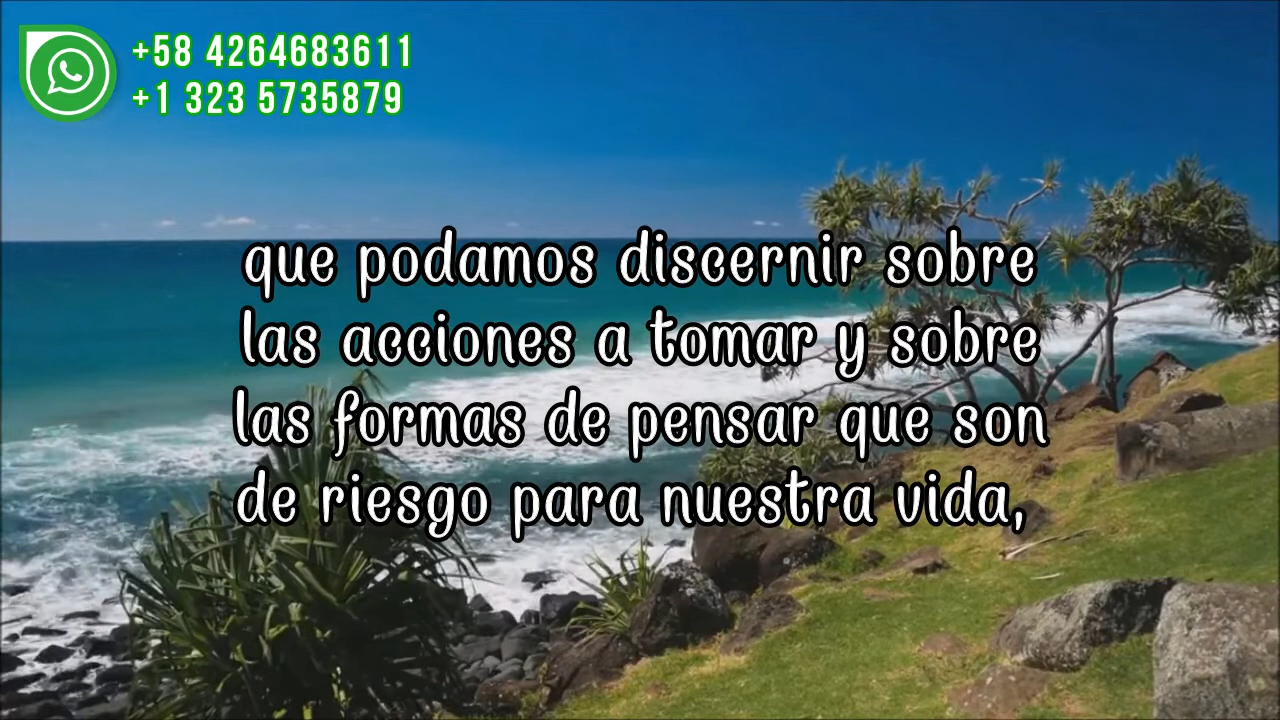 +58 4264683611
+1 323 5735879
que podamos discernir sobre
las acciones a tomar y sobre
las formas de pensar que son
de riesgo para nuestra vida,